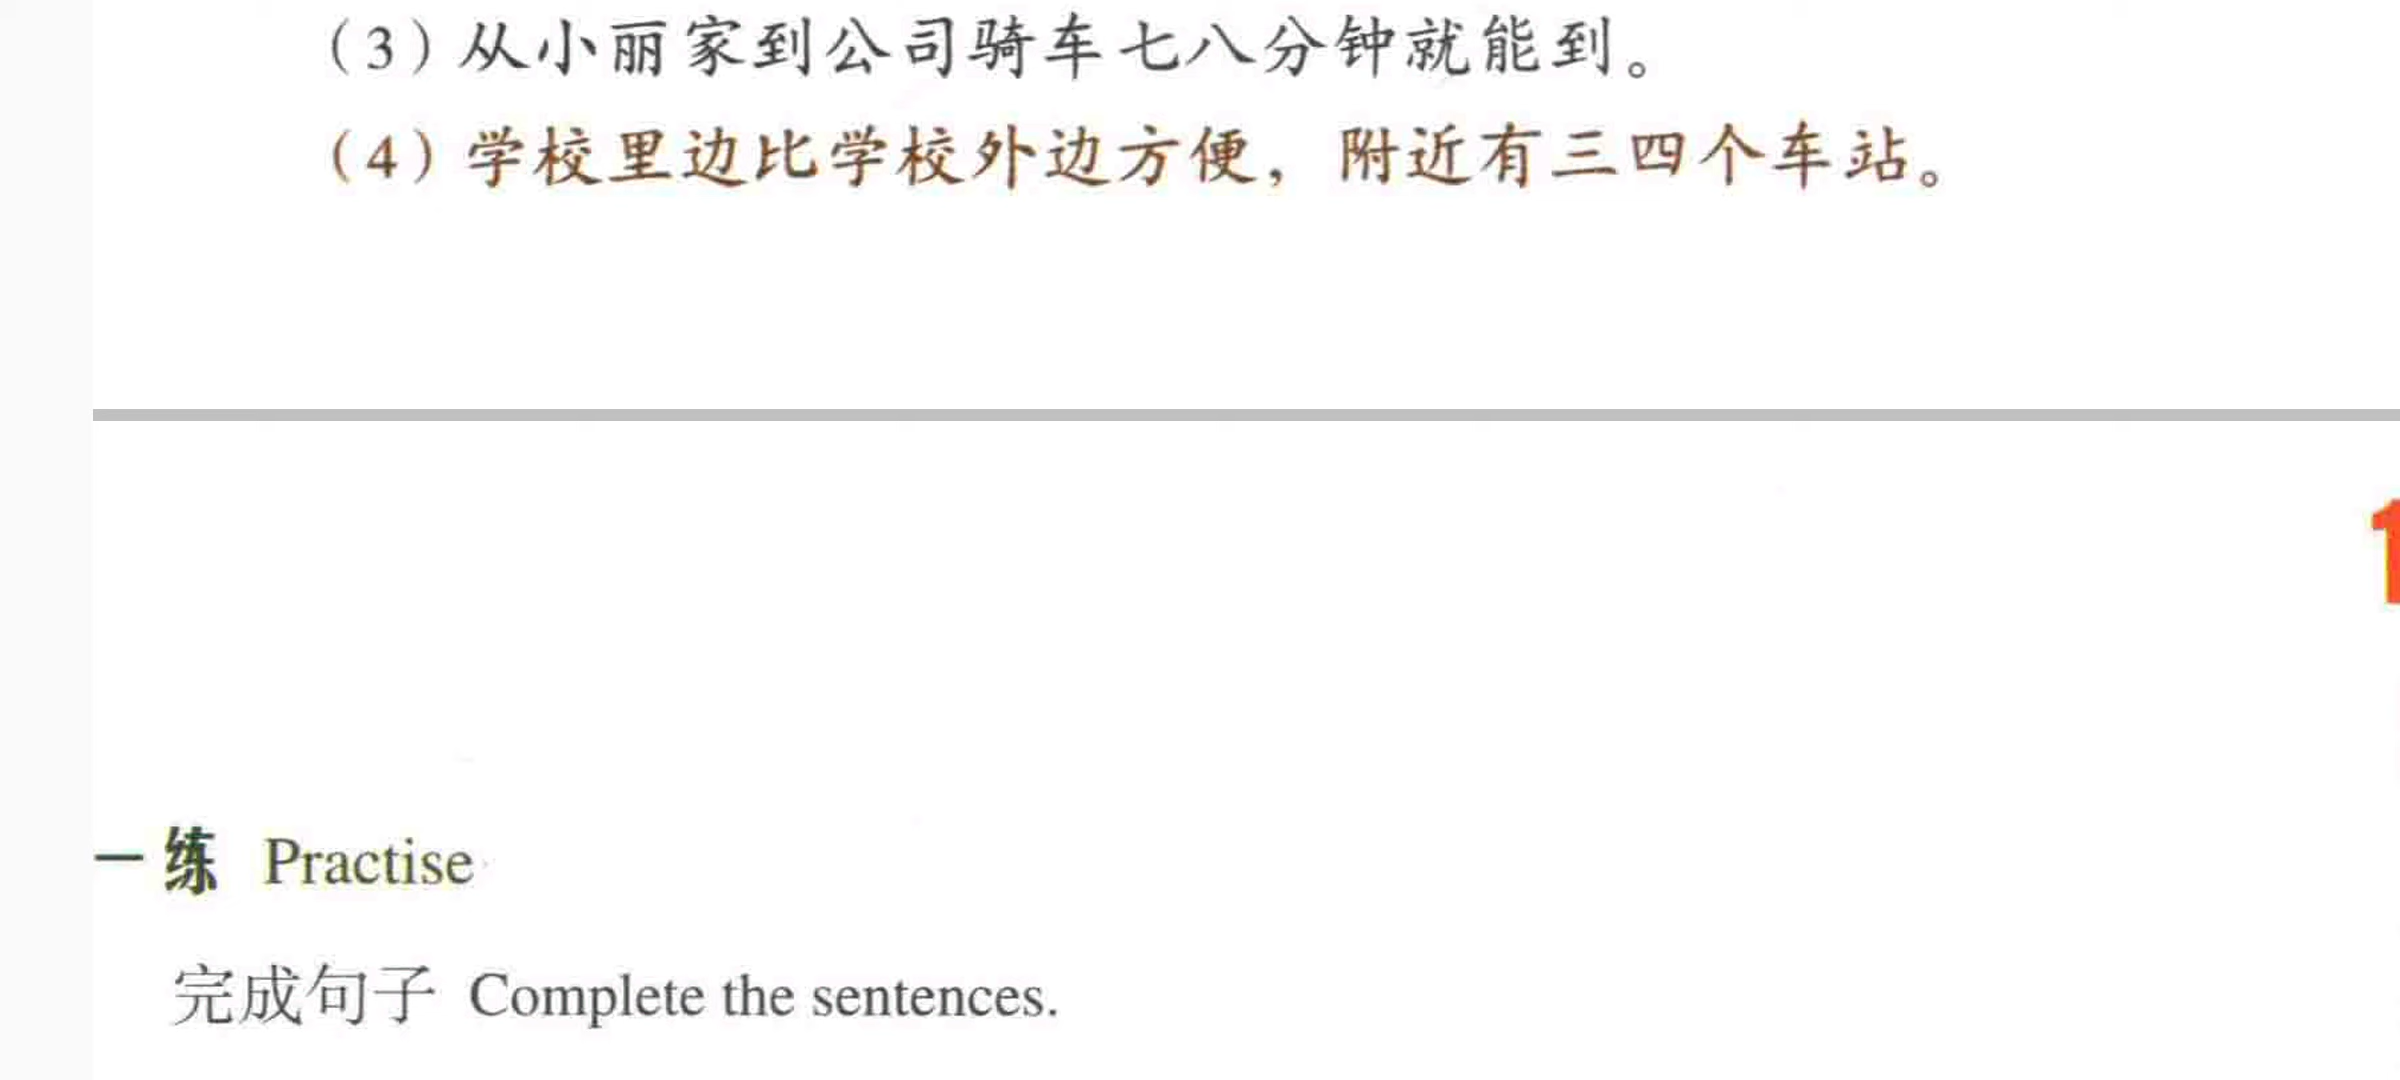 (3)从小丽家到公司骑车七八分钟就能到。
(4)学校里边比学校外边方便，附近有三四个车站。
1
一练 Practise
完成句子 Complete the sentences.